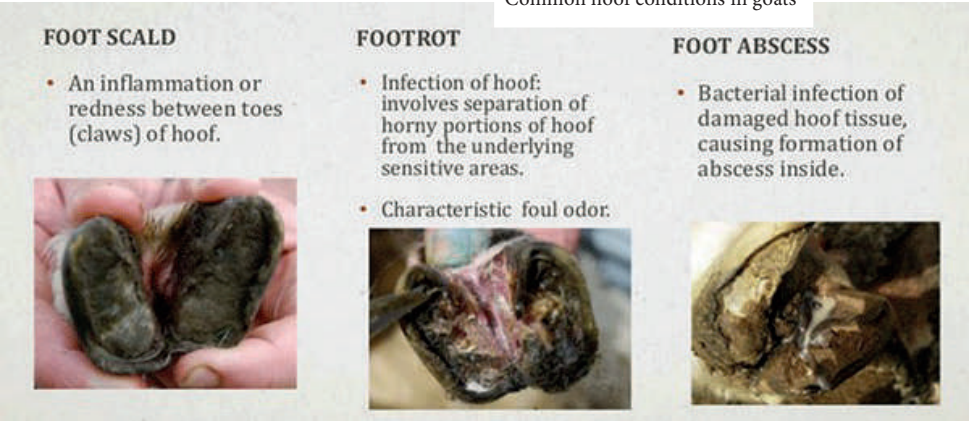 Common hoof conditions in goats
FOOT SCALD
• An inflammation or
redness between toes
(claws) of hoof.
FOOTROT
• Infection of hoof:
involves separation of
horny portions of hoof
from the underlying
sensitive areas.
• Characteristic foul odor.
FOOT ABSCESS
• Bacterial infection of
damaged hoof tissue,
causing formation of
abscess inside.